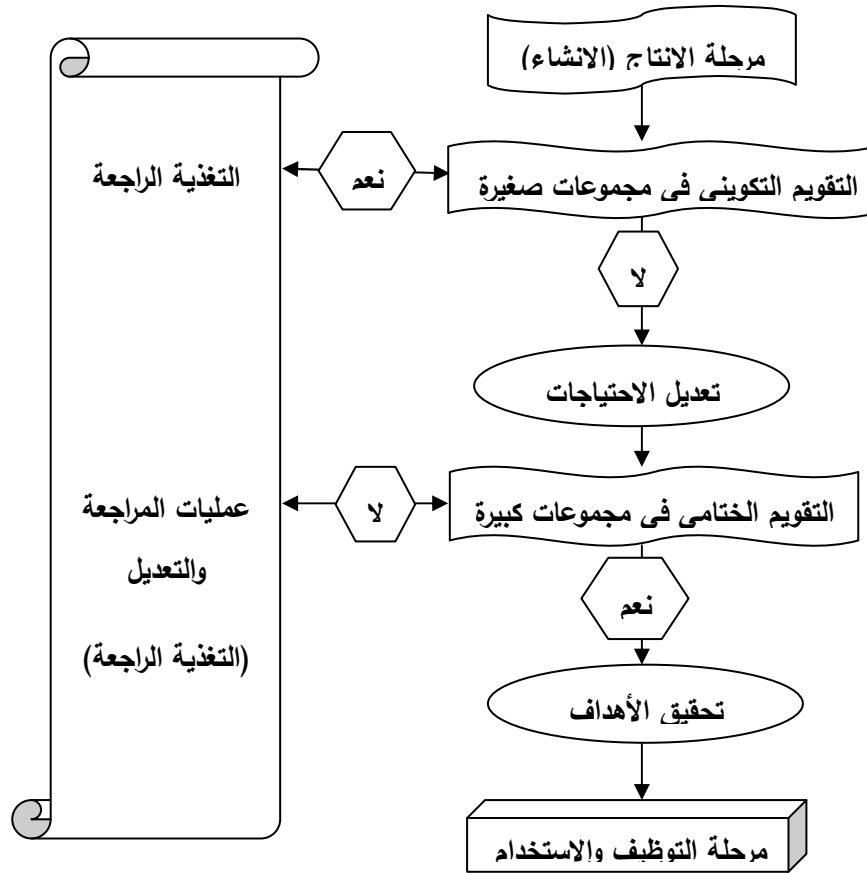 مرحلة الانتاج (الانشاء)
التقويم التكوينى فى مجموعات صغيرة
نعم
التغذية الراجعة
لا
تعديل الاحتياجات
التقويم الختامى فى مجموعات كبيرة
لا
عمليات المراجعة
والتعديل
(التغذية الراجعة)
نعم
تحقيق الأهداف
مرحلة التوظيف والاستخدام